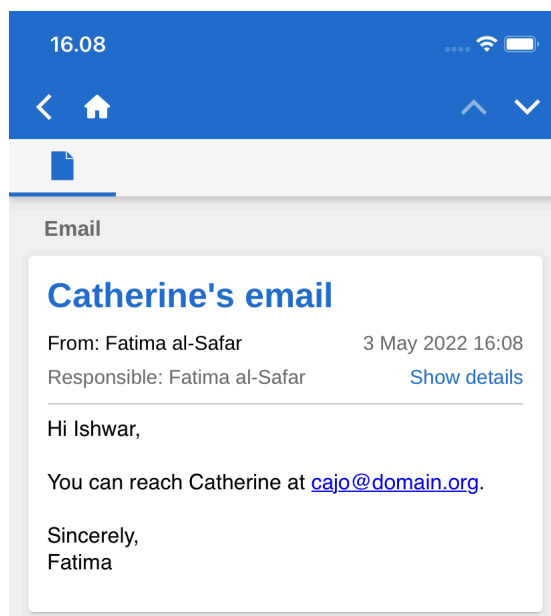 16.08
Email
Catherine's email
From: Fatima al-Safar 3 May 2022 16:08
Responsible: Fatima al-Safar Show details
Hi Ishwar,
You can reach Catherine at cajo@domain.org.
Sincerely,
Fatima